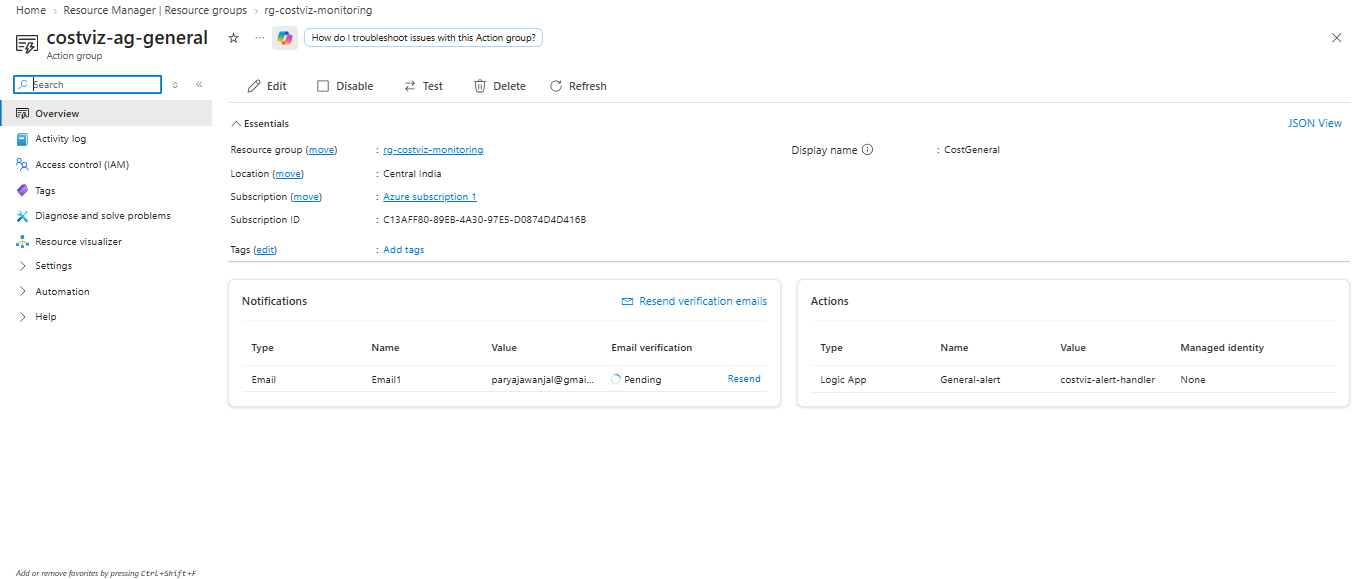 Home > Resource Manager | Resource groups > rg-costviz-monitoring
costviz-ag-general
Action group
How do I troubleshoot issues with this Action group?
Search
Edit Disable Test Delete Refresh
Overview
Activity log
Access control (IAM)
Tags
Diagnose and solve problems
Resource visualizer
Settings
Automation
Help
Essentials
JSON View
Resource group (move) : rg-costviz-monitoring
Display name : CostGeneral
Location (move) : Central India
Subscription (move) : Azure subscription 1
Subscription ID : C13AFF80-89EB-4A30-97E5-D0874D4D416B
Tags (edit) : Add tags
Notifications Resend verification emails
Type Name Value Email verification
Email Email1 paryajawanjal@gmai... Pending Resend
Actions
Type Name Value Managed identity
Logic App General-alert costviz-alert-handler None
Add or remove favorites by pressing Ctrl+Shift+F